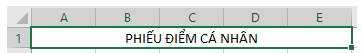 A B C D E
1 PHIẾU ĐIỂM CÁ NHÂN